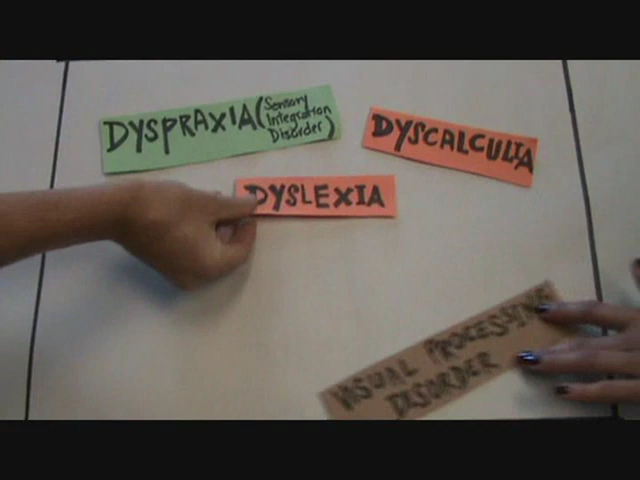 DYSPRAXIA (Sensory
Integration
Disorder)
DYSCALCULIA
DYSLEXIA
VISUAL PROCESSING
DISORDER